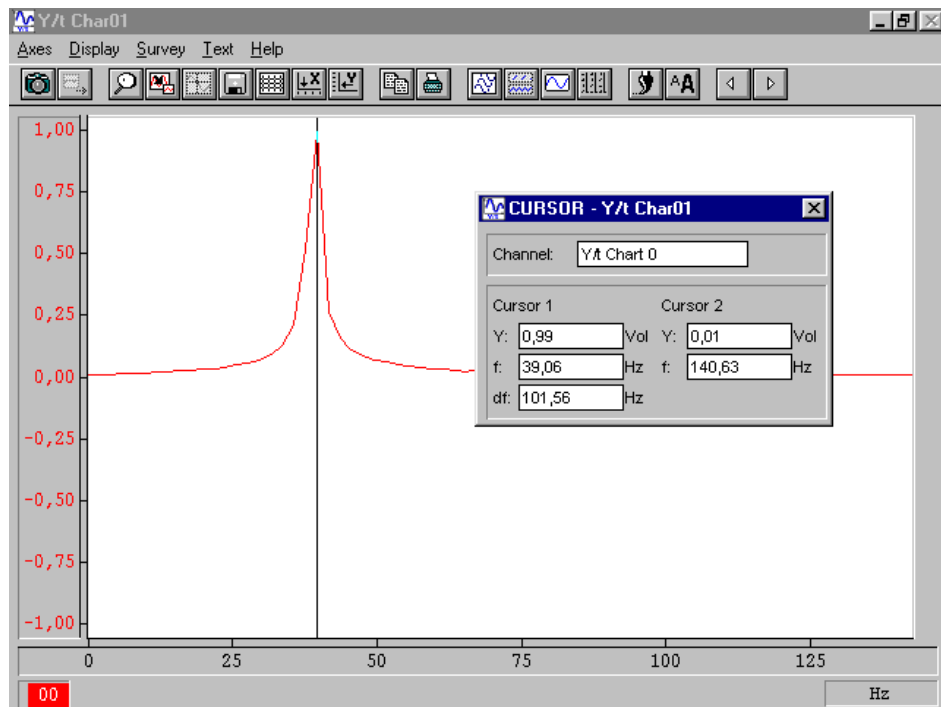 Y/t Char01
Axes Display Survey Text Help
X Y AA
1,00
0,75
0,50
0,25
0,00
-0,25
-0,50
-0,75
-1,00
CURSOR - Y/t Char01
Channel: Y/t Chart 0
Cursor 1 Cursor 2
Y: 0,99 Vol Y: 0,01 Vol
f: 39,06 Hz f: 140,63 Hz
df: 101,56 Hz
0 25 50 75 100 125
00 Hz